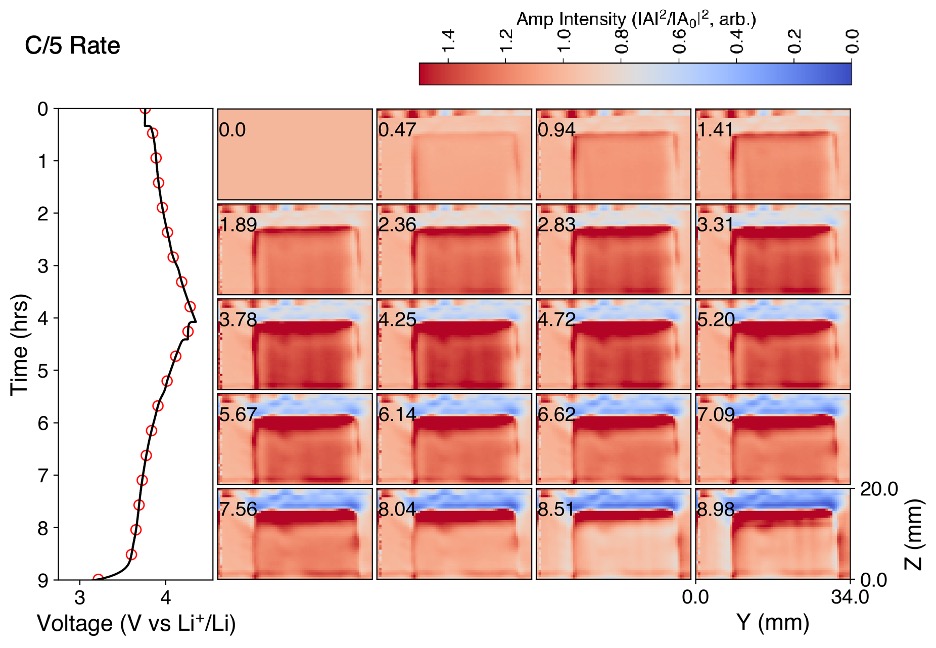 Amp Intensity (|A|²/|A₀|², arb.)
C/5 Rate
1.4 1.2 1.0 0.8 0.6 0.4 0.2 0.0
0 0.0 0.47 0.94 1.41
1
2 1.89 2.36 2.83 3.31
3
4 3.78 4.25 4.72 5.20
5
6 5.67 6.14 6.62 7.09
7
8 7.56 8.04 8.51 8.98
9
Time (hrs)
20.0
Z (mm)
0.0
3 4 0.0 34.0
Voltage (V vs Li⁺/Li) Y (mm)